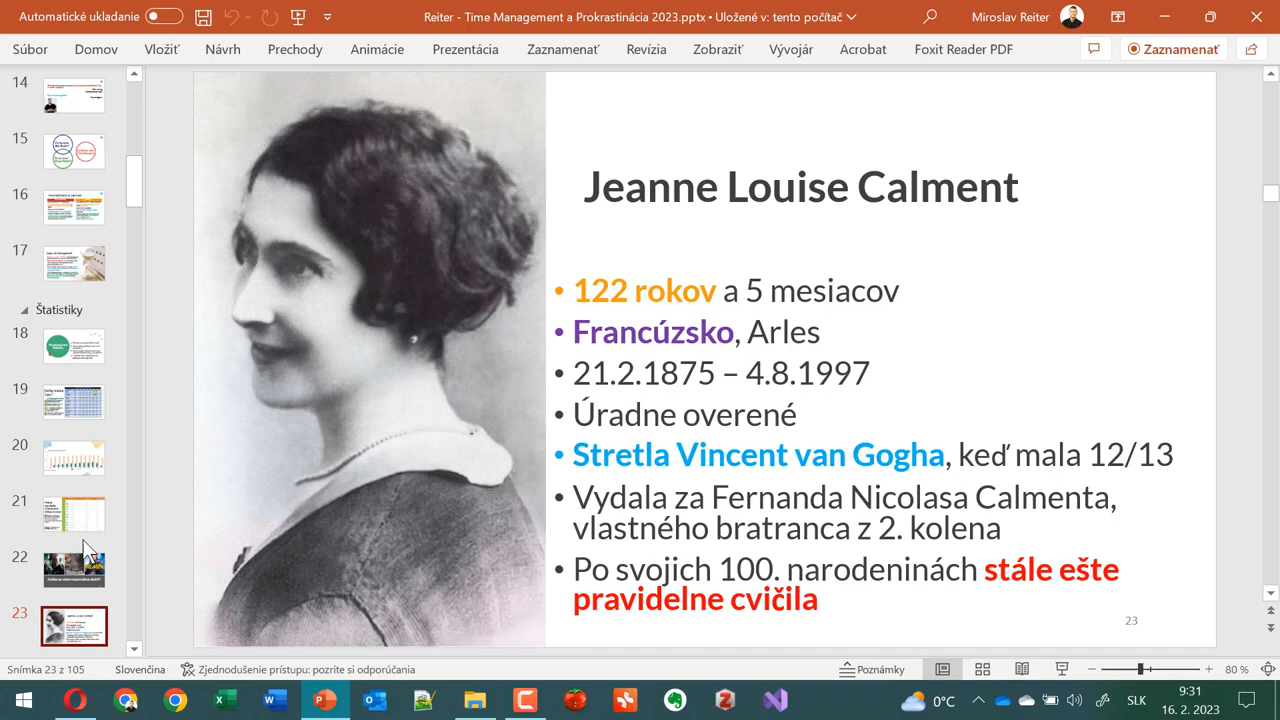 Automatické ukladanie
Reiter - Time Management a Prokrastinácia 2023.pptx • Uložené v: tento počítač
Miroslav Reiter
Súbor Domov Vložiť Návrh Prechody Animácie Prezentácia Zaznamenať Revízia Zobraziť Vývojár Acrobat Foxit Reader PDF
Zaznamenať
14
15
16
17
Štatistiky
18
19
20
21
22
23
Jeanne Louise Calment
• 122 rokov a 5 mesiacov
• Francúzsko, Arles
• 21.2.1875 – 4.8.1997
• Úradne overené
• Stretla Vincent van Gogha, keď mala 12/13
• Vydala za Fernanda Nicolasa Calmenta,
vlastného bratranca z 2. kolena
• Po svojich 100. narodeninách stále ešte
pravidelne cvičila
23
Snímka 23 z 105 Slovenčina Zjednodušenie prístupu: pozrite si odporúčania
Poznámky
80 %
0°C
SLK
9:31
16. 2. 2023